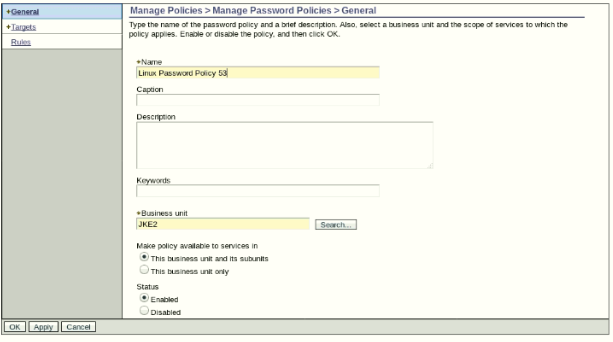 +General
+Targets
Rules
Manage Policies > Manage Password Policies > General
Type the name of the password policy and a brief description. Also, select a business unit and the scope of services to which the
policy applies. Enable or disable the policy, and then click OK.
+Name
Linux Password Policy 53
Caption
Description
Keywords
+Business unit
JKE2
Search...
Make policy available to services in
This business unit and its subunits
This business unit only
Status
Enabled
Disabled
OK Apply Cancel